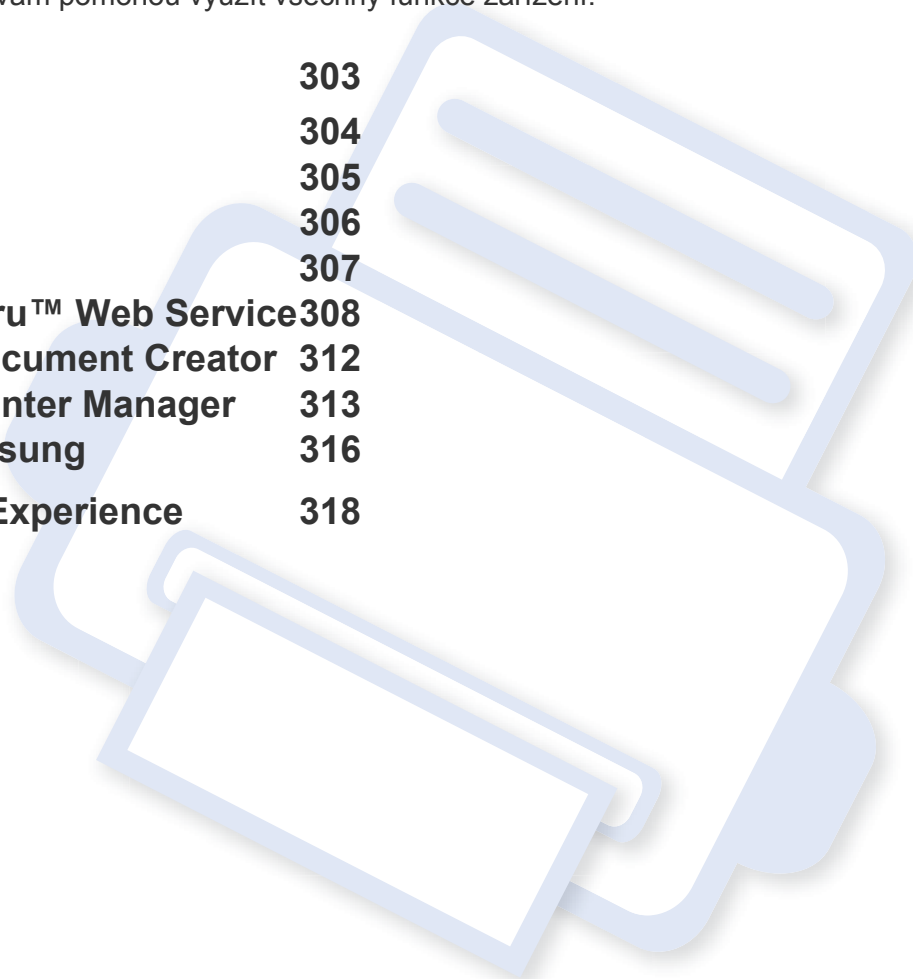 vám pomohou využít všechny funkce zařízení.
303
304
305
306
307
ru™ Web Service308
cument Creator 312
nter Manager 313
sung 316
Experience 318